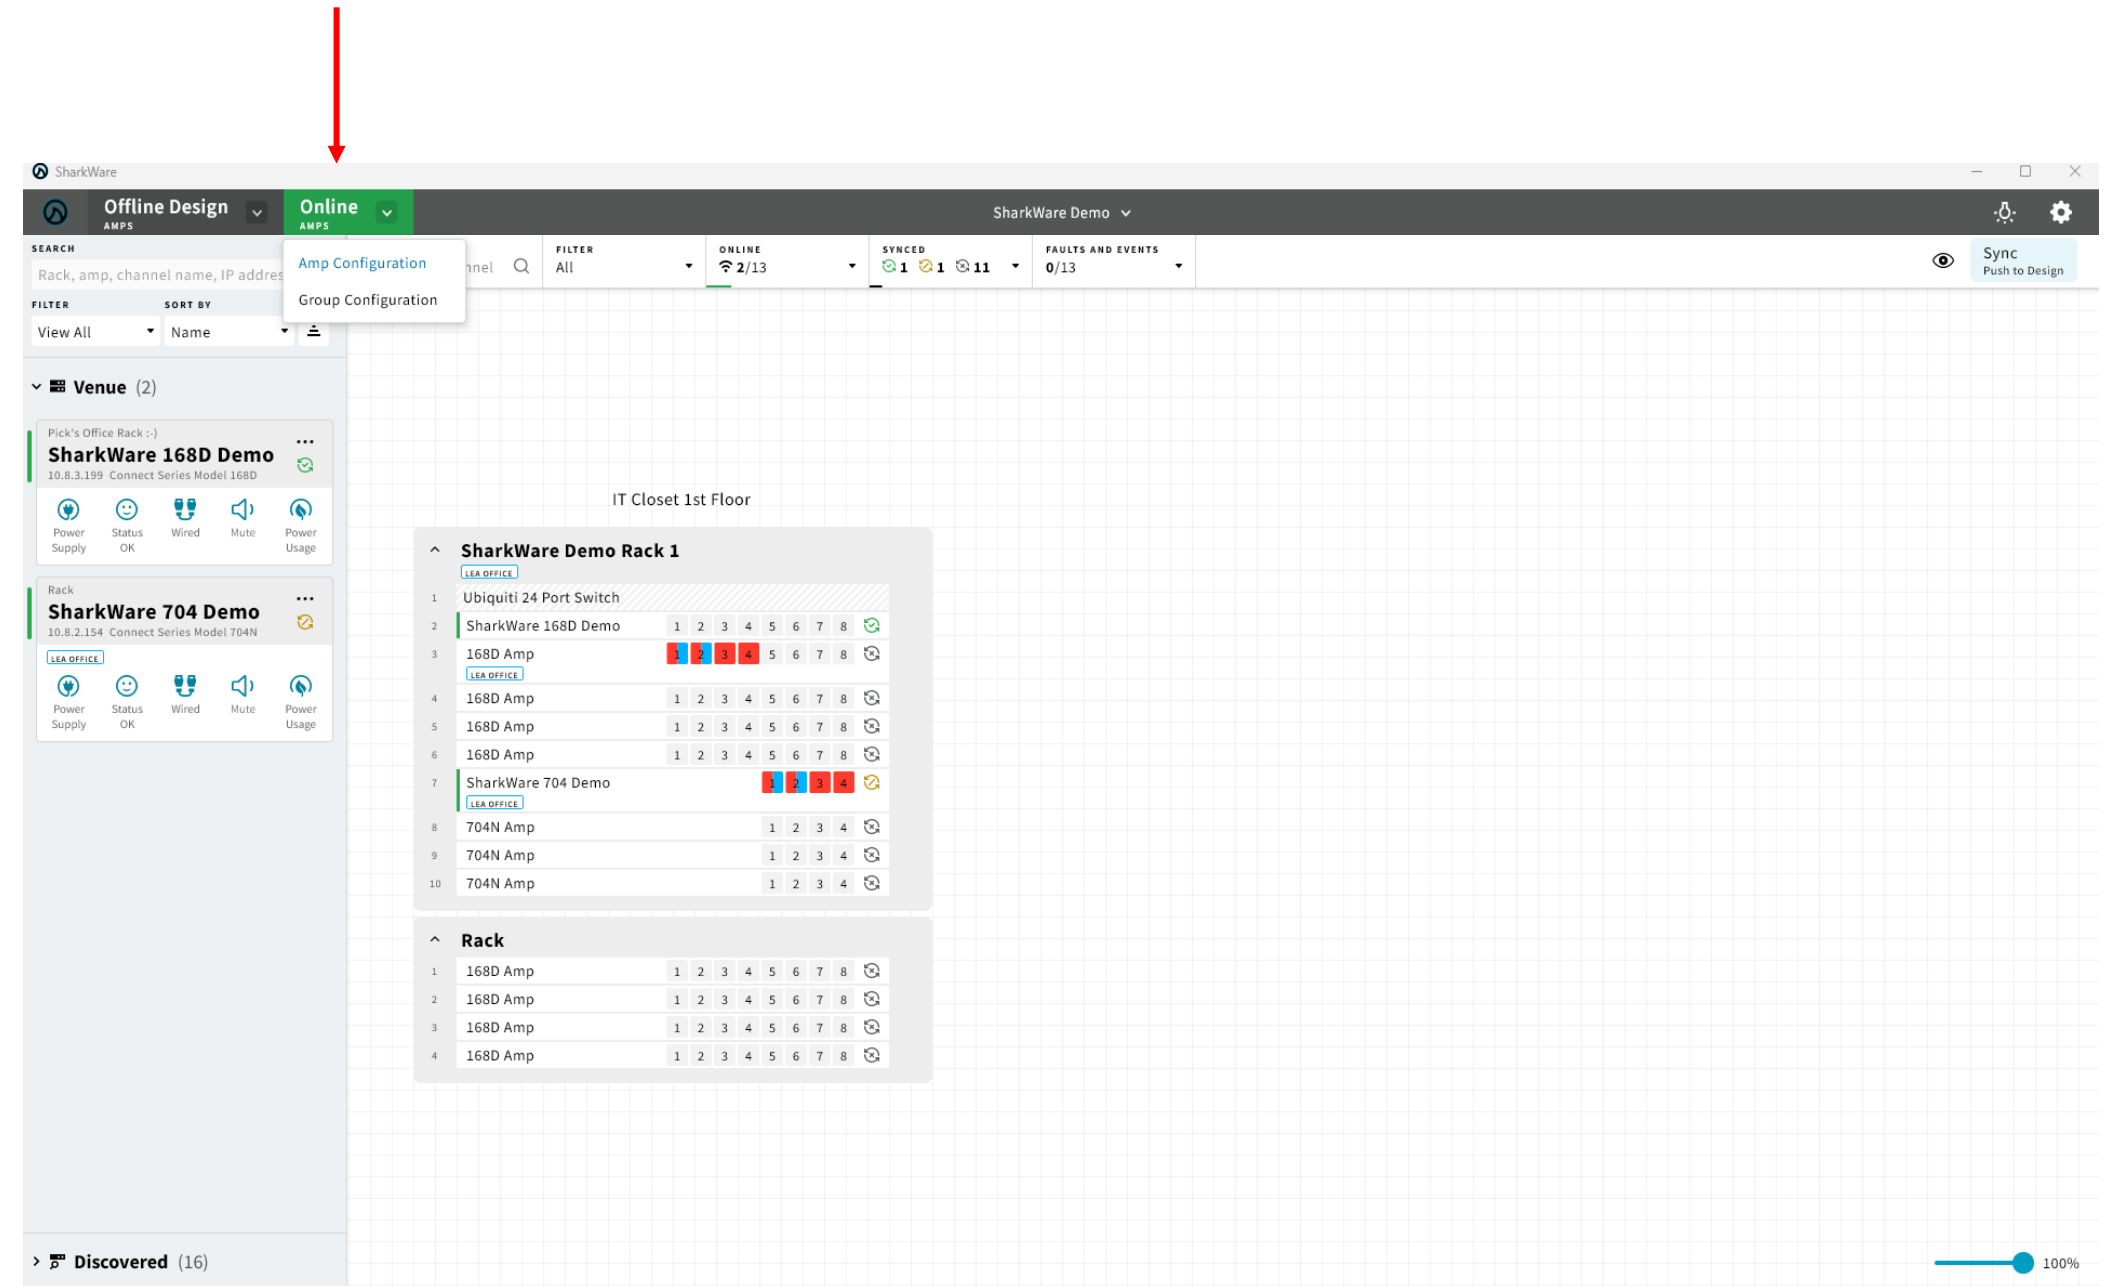 SharkWare
Offline Design
AMPS
Online
AMPS
SharkWare Demo
Amp Configuration
Group Configuration
SEARCH
Rack, amp, channel name, IP addres
FILTER
View All
SORT BY
Name
nnel
FILTER
All
ONLINE
2/13
SYNCED
1 1 11
FAULTS AND EVENTS
0/13
Sync
Push to Design
Venue (2)
Pick's Office Rack :-)
SharkWare 168D Demo
10.8.3.199 Connect Series Model 168D
Power Supply
Status OK
Wired
Mute
Power Usage
Rack
SharkWare 704 Demo
10.8.2.154 Connect Series Model 704N
LEA OFFICE
Power Supply
Status OK
Wired
Mute
Power Usage
Discovered (16)
IT Closet 1st Floor
SharkWare Demo Rack 1
LEA OFFICE
1 Ubiquiti 24 Port Switch
2 SharkWare 168D Demo 1 2 3 4 5 6 7 8
3 168D Amp 1 2 3 4 5 6 7 8
LEA OFFICE
4 168D Amp 1 2 3 4 5 6 7 8
5 168D Amp 1 2 3 4 5 6 7 8
6 168D Amp 1 2 3 4 5 6 7 8
7 SharkWare 704 Demo 1 2 3 4
LEA OFFICE
8 704N Amp 1 2 3 4
9 704N Amp 1 2 3 4
10 704N Amp 1 2 3 4
Rack
1 168D Amp 1 2 3 4 5 6 7 8
2 168D Amp 1 2 3 4 5 6 7 8
3 168D Amp 1 2 3 4 5 6 7 8
4 168D Amp 1 2 3 4 5 6 7 8
100%